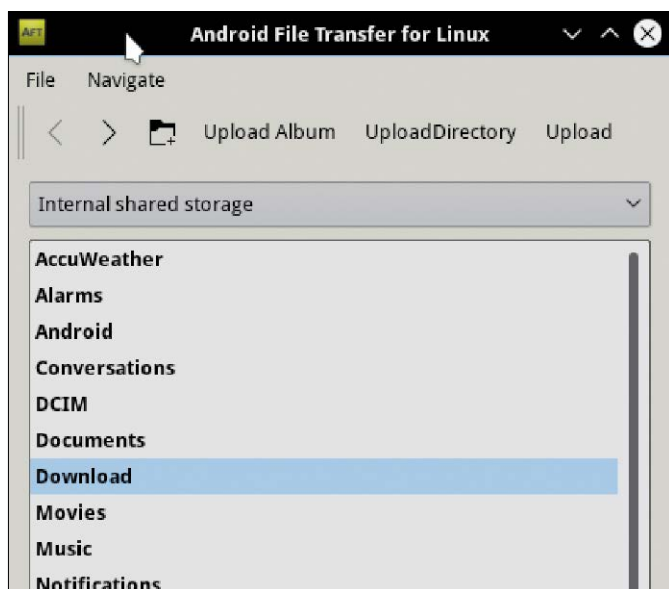 AFT Android File Transfer for Linux
File Navigate
Upload Album UploadDirectory Upload
Internal shared storage
AccuWeather
Alarms
Android
Conversations
DCIM
Documents
Download
Movies
Music
Notifications